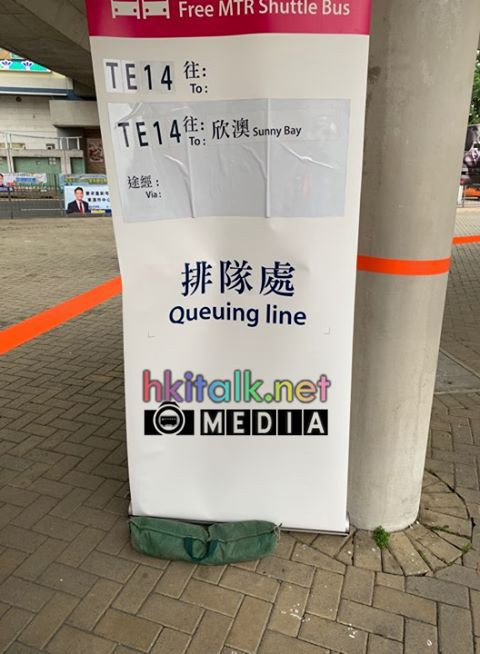 Free MTR Shuttle Bus
TE14 往:
To:
TE14 往: 欣澳 Sunny Bay
To:
途經:
Via:
排隊處
Queuing line
hkitalk.net
MEDIA